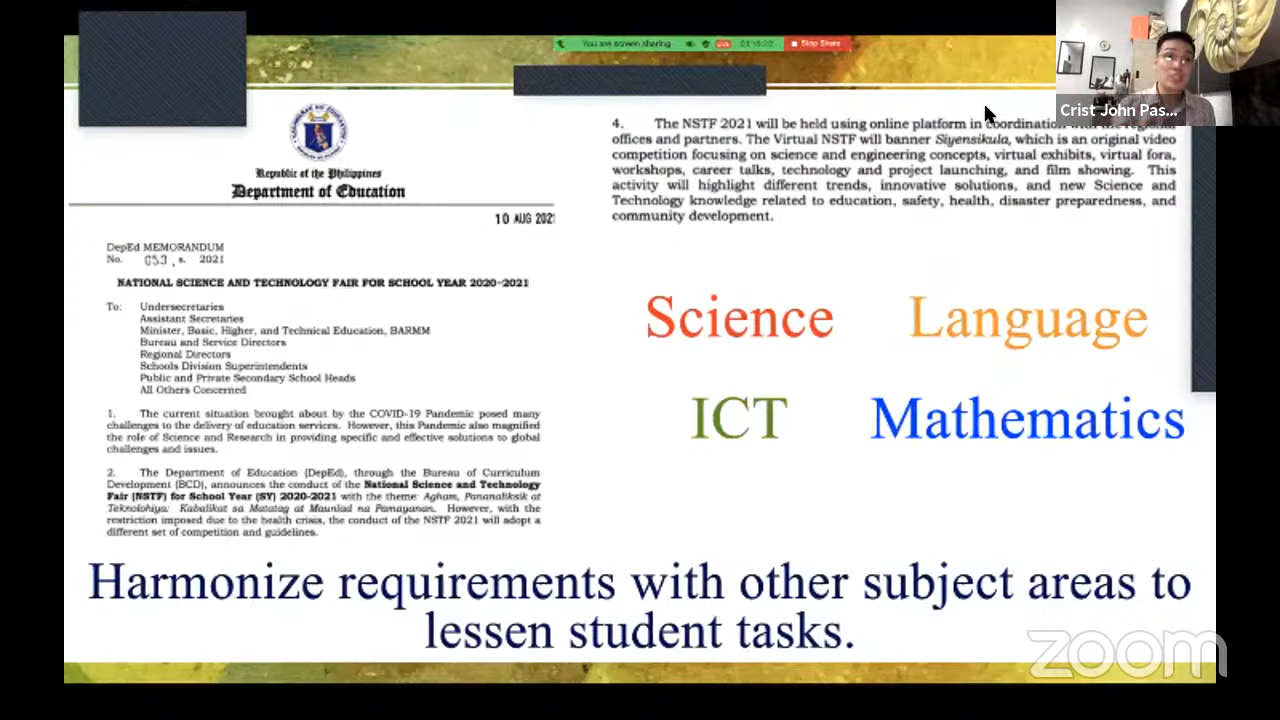 You are screen sharing
LIVE
Stop Share
Crist John Pas...
Republic of the Philippines
Department of Education
10 AUG 2021
DepEd MEMORANDUM
No. 053, s. 2021
NATIONAL SCIENCE AND TECHNOLOGY FAIR FOR SCHOOL YEAR 2020-2021
To: Undersecretaries
Assistant Secretaries
Minister, Basic, Higher, and Technical Education, BARMM
Bureau and Service Directors
Regional Directors
Schools Division Superintendents
Public and Private Secondary School Heads
All Others Concerned
1. The current situation brought about by the COVID-19 Pandemic posed many
challenges to the delivery of education services. However, this Pandemic also magnified
the role of Science and Research in providing specific and effective solutions to global
challenges and issues.
2. The Department of Education (DepEd), through the Bureau of Curriculum
Development (BCD), announces the conduct of the National Science and Technology
Fair (NSTF) for School Year (SY) 2020-2021 with the theme: Agham, Pananaliksik at
Teknolohiya: Kabalikat sa Matatag at Maunlad na Pamayanan. However, with the
restriction imposed due to the health crisis, the conduct of the NSTF 2021 will adopt a
different set of competition and guidelines.
4. The NSTF 2021 will be held using online platform in coordination
offices and partners. The Virtual NSTF will banner Siyensikula, which is an original video
competition focusing on science and engineering concepts, virtual exhibits, virtual fora,
workshops, career talks, technology and project launching, and film showing. This
activity will highlight different trends, innovative solutions, and new Science and
Technology knowledge related to education, safety, health, disaster preparedness, and
community development.
Science Language
ICT Mathematics
Harmonize requirements with other subject areas to
lessen student tasks.
zoom